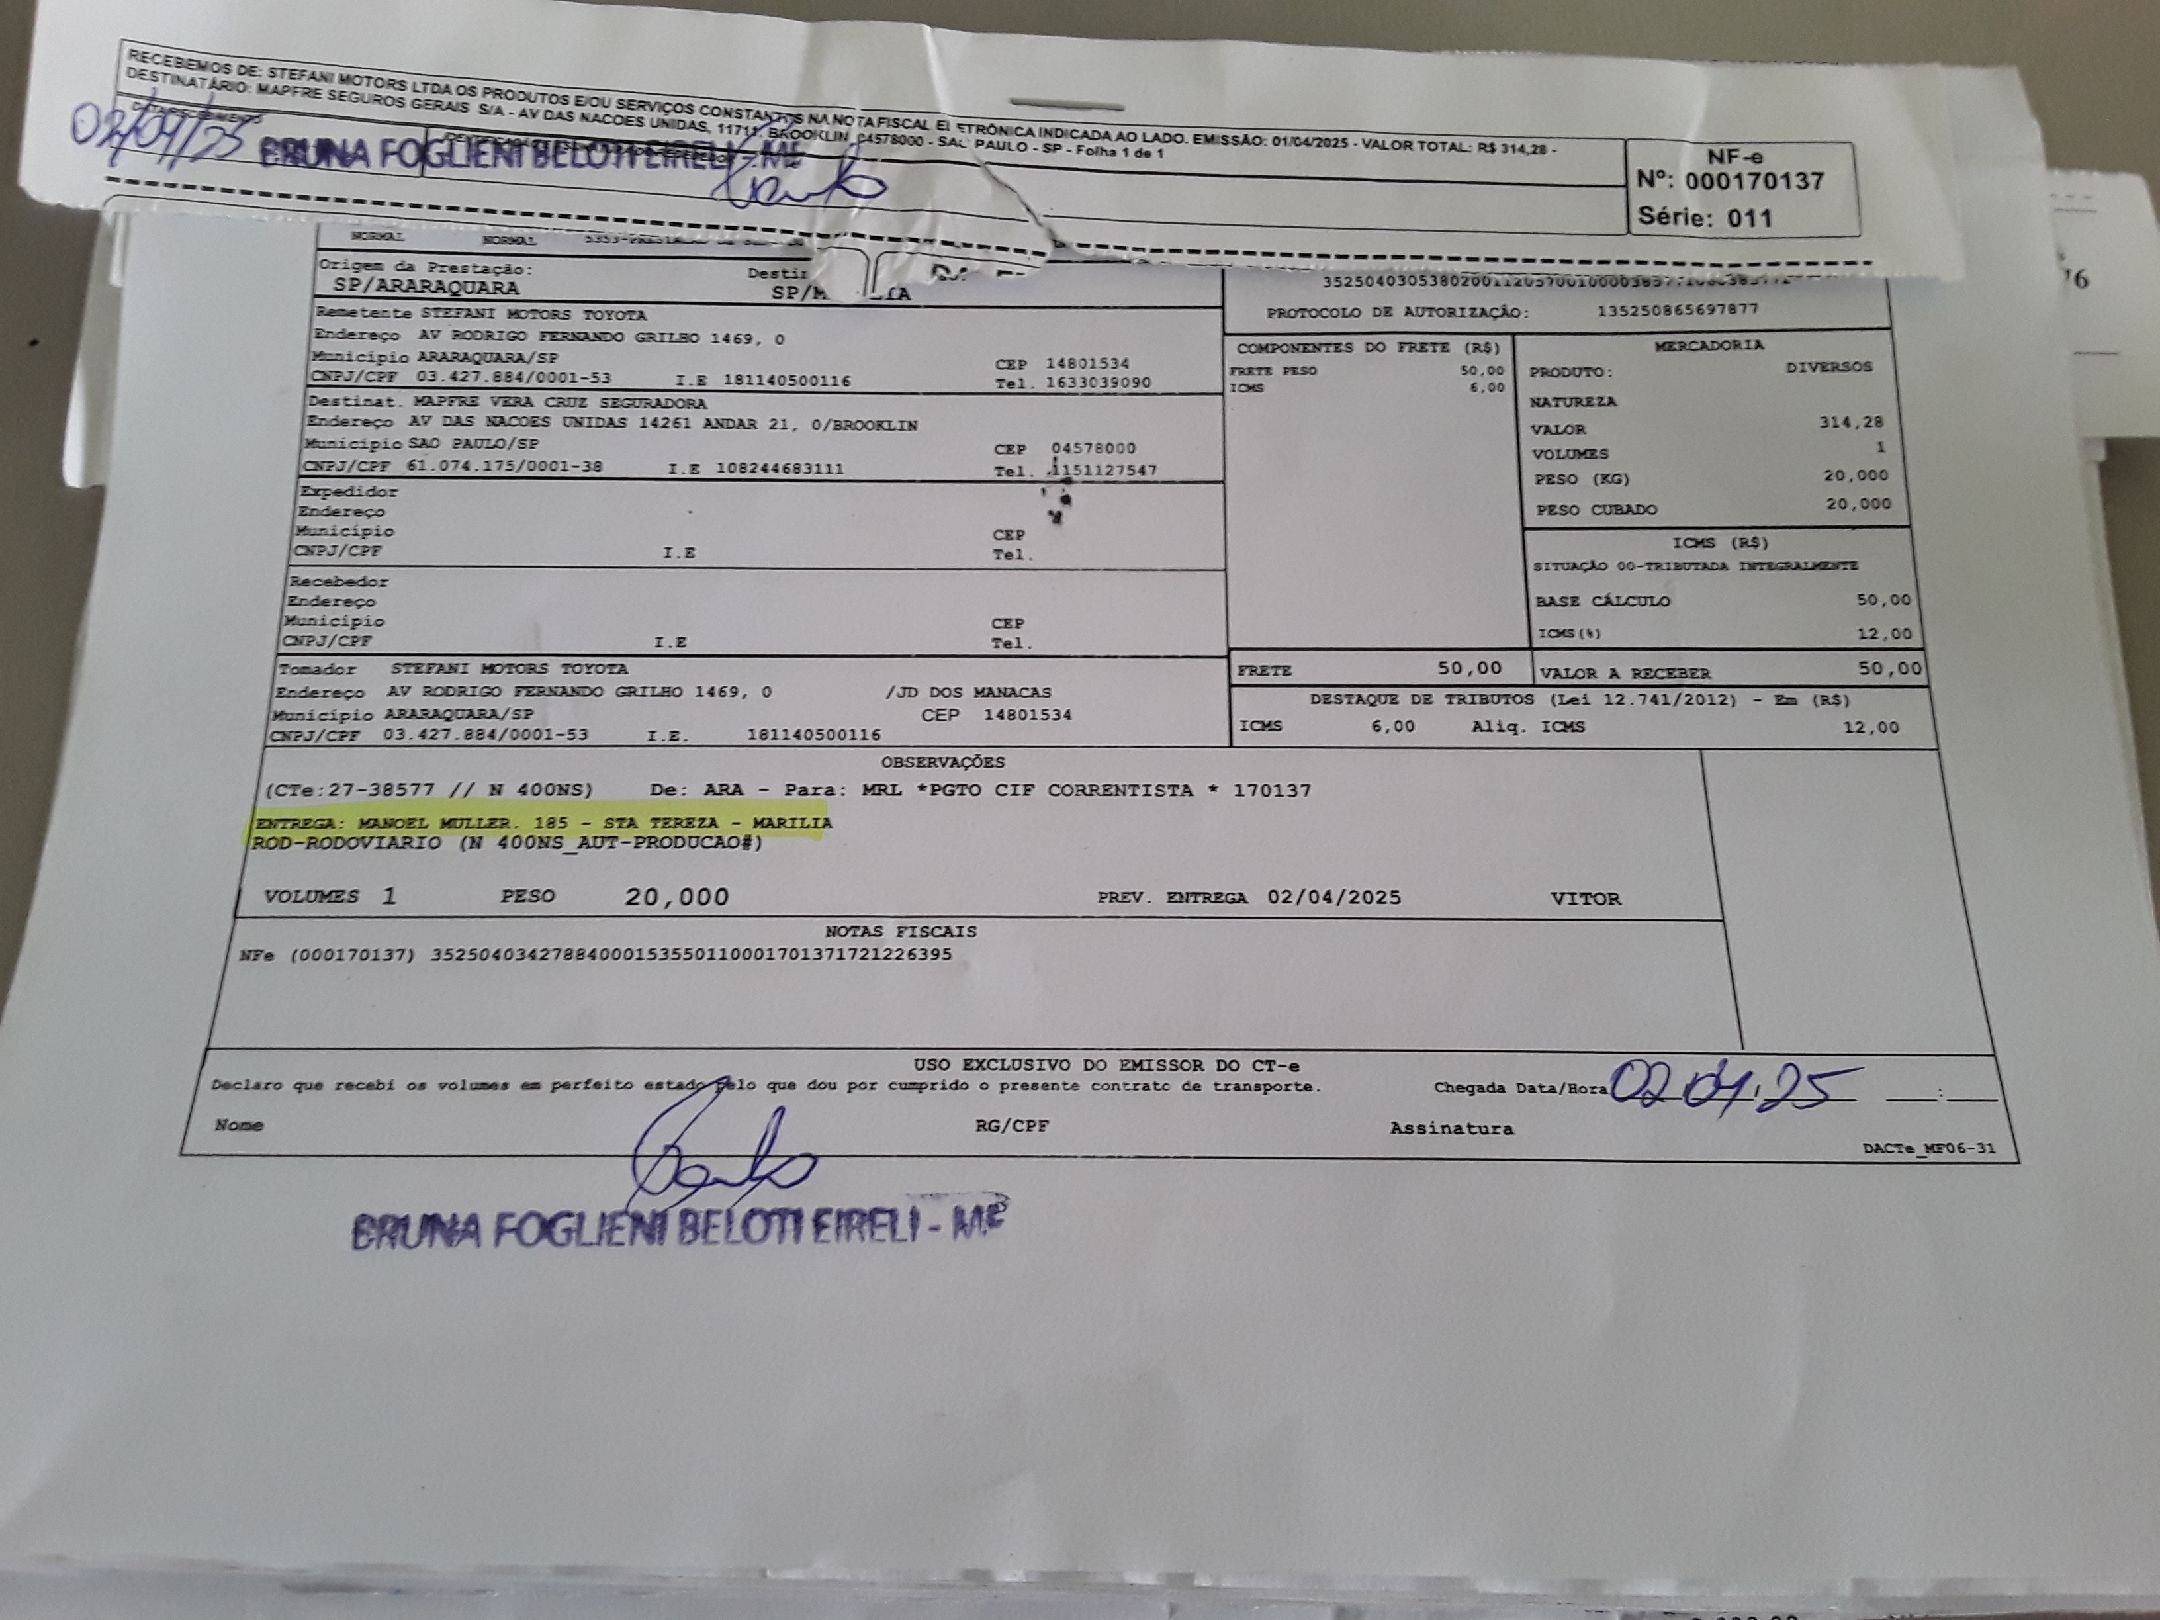 RECEBEMOS DE: STEFANI MOTORS LTDA OS PRODUTOS E/OU SERVIÇOS CONSTANTES NA NOTA FISCAL ELETRÔNICA INDICADA AO LADO. EMISSÃO: 01/04/2025 - VALOR TOTAL: R$ 314,28 -
DESTINATÁRIO: MAPFRE SEGUROS GERAIS S/A - AV DAS NACOES UNIDAS, 11711, BROOKLIN, 04578000 - SAO PAULO - SP - Folha 1 de 1
02/04/25 BRUNA FOGLIENI BELOTI EIRELI - ME
NF-e
Nº: 000170137
Série: 011
NORMAL NORMAL
Origem da Prestação:
SP/ARARAQUARA
PROTOCOLO DE AUTORIZAÇÃO: 135250865697877
Remetente STEFANI MOTORS TOYOTA
Endereço AV RODRIGO FERNANDO GRILHO 1469, 0
Município ARARAQUARA/SP CEP 14801534
CNPJ/CPF 03.427.884/0001-53 I.E 181140500116 Tel. 1633039090
Destinat. MAPFRE VERA CRUZ SEGURADORA
Endereço AV DAS NACOES UNIDAS 14261 ANDAR 21, 0/BROOKLIN
Município SAO PAULO/SP CEP 04578000
CNPJ/CPF 61.074.175/0001-38 I.E 108244683111 Tel. 1151127547
Expedidor
Endereço
Município CEP
CNPJ/CPF I.E Tel.
Recebedor
Endereço
Município CEP
CNPJ/CPF I.E Tel.
Tomador STEFANI MOTORS TOYOTA
Endereço AV RODRIGO FERNANDO GRILHO 1469, 0 /JD DOS MANACAS
Município ARARAQUARA/SP CEP 14801534
CNPJ/CPF 03.427.884/0001-53 I.E. 181140500116
COMPONENTES DO FRETE (R$)
FRETE PESO 50,00
ICMS 6,00
MERCADORIA
PRODUTO: DIVERSOS
NATUREZA
VALOR 314,28
VOLUMES 1
PESO (KG) 20,000
PESO CUBADO 20,000
ICMS (R$)
SITUAÇÃO 00-TRIBUTADA INTEGRALMENTE
BASE CÁLCULO 50,00
ICMS(%) 12,00
FRETE 50,00 VALOR A RECEBER 50,00
DESTAQUE DE TRIBUTOS (Lei 12.741/2012) - Em (R$)
ICMS 6,00 Aliq. ICMS 12,00
OBSERVAÇÕES
(CTe:27-38577 // N 400NS) De: ARA - Para: MRL *PGTO CIF CORRENTISTA * 170137
ENTREGA: MANOEL MULLER. 185 - STA TEREZA - MARILIA
ROD-RODOVIARIO (N 400NS_AUT-PRODUCAO#)
VOLUMES 1 PESO 20,000 PREV. ENTREGA 02/04/2025 VITOR
NOTAS FISCAIS
NFe (000170137) 35250403427884000153550110001701371721226395
USO EXCLUSIVO DO EMISSOR DO CT-e
Declaro que recebi os volumes em perfeito estado pelo que dou por cumprido o presente contrato de transporte. Chegada Data/Hora 02.04.25 :
Nome RG/CPF Assinatura
DACTe_MF06-31
BRUNA FOGLIENI BELOTI EIRELI - ME